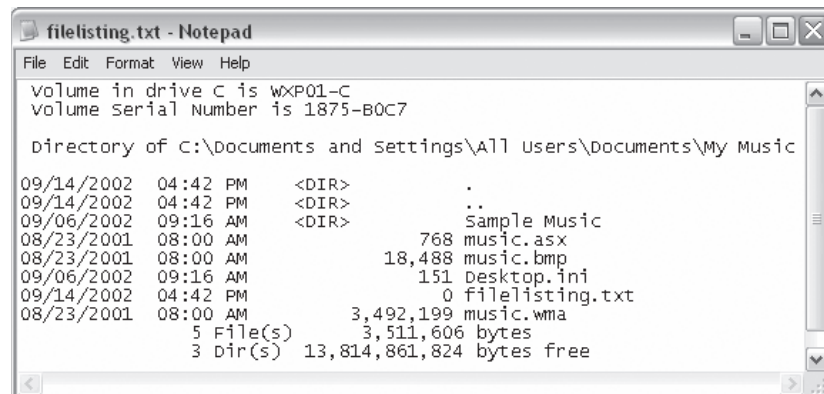 filelisting.txt - Notepad
File Edit Format View Help
Volume in drive C is WXP01-C
Volume Serial Number is 1875-B0C7
Directory of C:\Documents and Settings\All Users\Documents\My Music
09/14/2002 04:42 PM <DIR> .
09/14/2002 04:42 PM <DIR> ..
09/06/2002 09:16 AM <DIR> Sample Music
08/23/2001 08:00 AM 768 music.asx
08/23/2001 08:00 AM 18,488 music.bmp
09/06/2002 09:16 AM 151 Desktop.ini
09/14/2002 04:42 PM 0 filelisting.txt
08/23/2001 08:00 AM 3,492,199 music.wma
5 File(s) 3,511,606 bytes
3 Dir(s) 13,814,861,824 bytes free